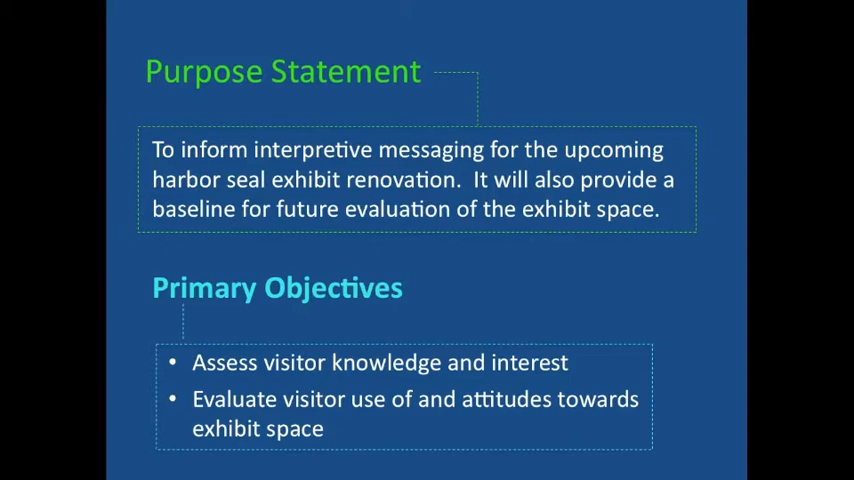 Purpose Statement
To inform interpretive messaging for the upcoming
harbor seal exhibit renovation.  It will also provide a
baseline for future evaluation of the exhibit space.
Primary Objectives
• Assess visitor knowledge and interest
• Evaluate visitor use of and attitudes towards
exhibit space